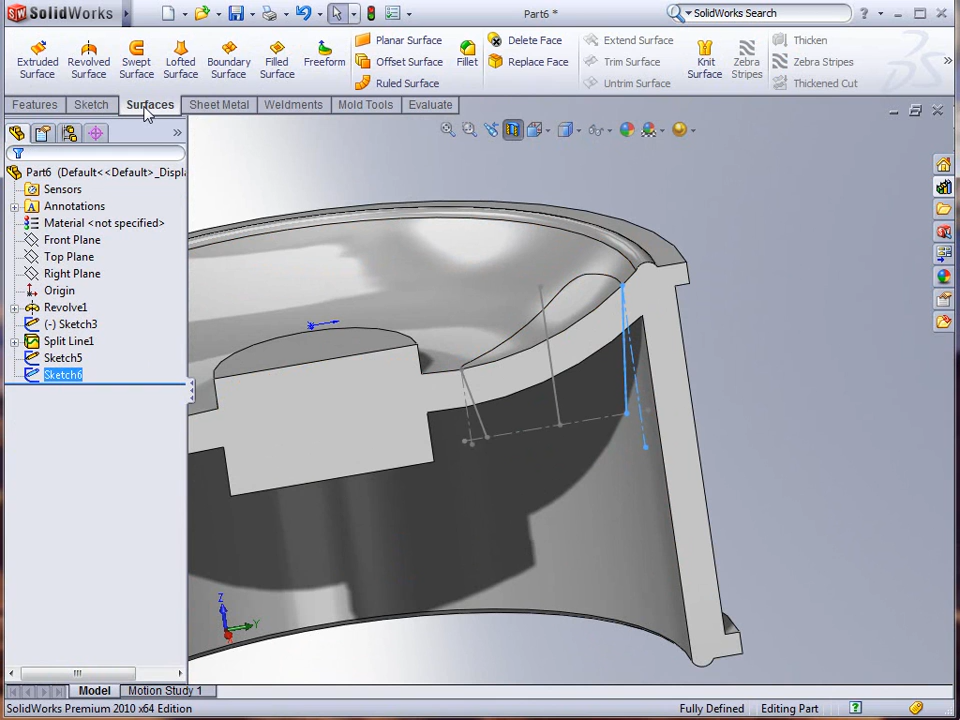 SolidWorks
Part6 *
SolidWorks Search
Extruded Surface
Revolved Surface
Swept Surface
Lofted Surface
Boundary Surface
Filled Surface
Freeform
Planar Surface
Offset Surface
Ruled Surface
Fillet
Delete Face
Replace Face
Extend Surface
Trim Surface
Untrim Surface
Knit Surface
Zebra Stripes
Thicken
Zebra Stripes
Thickened Cut
Features
Sketch
Surfaces
Sheet Metal
Weldments
Mold Tools
Evaluate
Part6 (Default<<Default>_Displ
Sensors
Annotations
Material <not specified>
Front Plane
Top Plane
Right Plane
Origin
Revolve1
(-) Sketch3
Split Line1
Sketch5
Sketch6
Z
Y
Model
Motion Study 1
SolidWorks Premium 2010 x64 Edition
Fully Defined
Editing Part